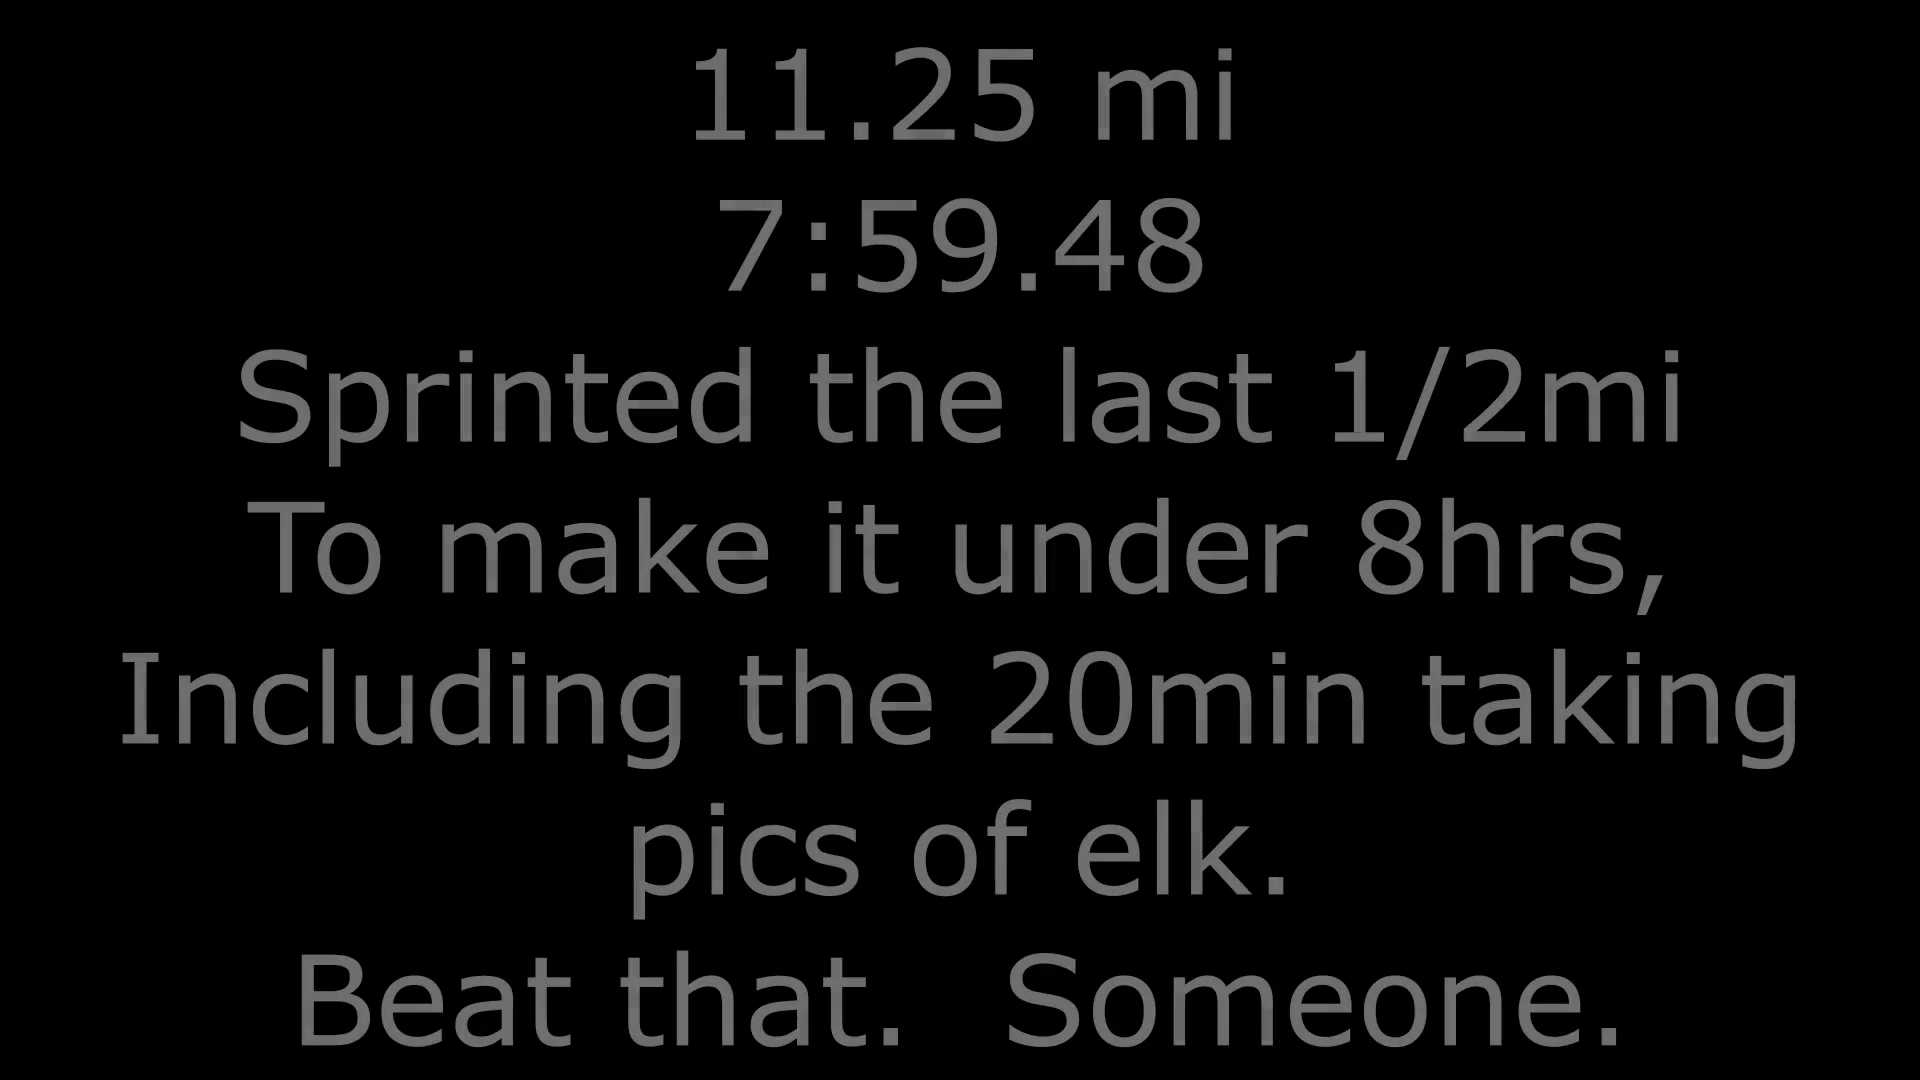 11.25 mi
7:59.48
Sprinted the last 1/2mi
To make it under 8hrs,
Including the 20min taking
pics of elk.
Beat that.  Someone.